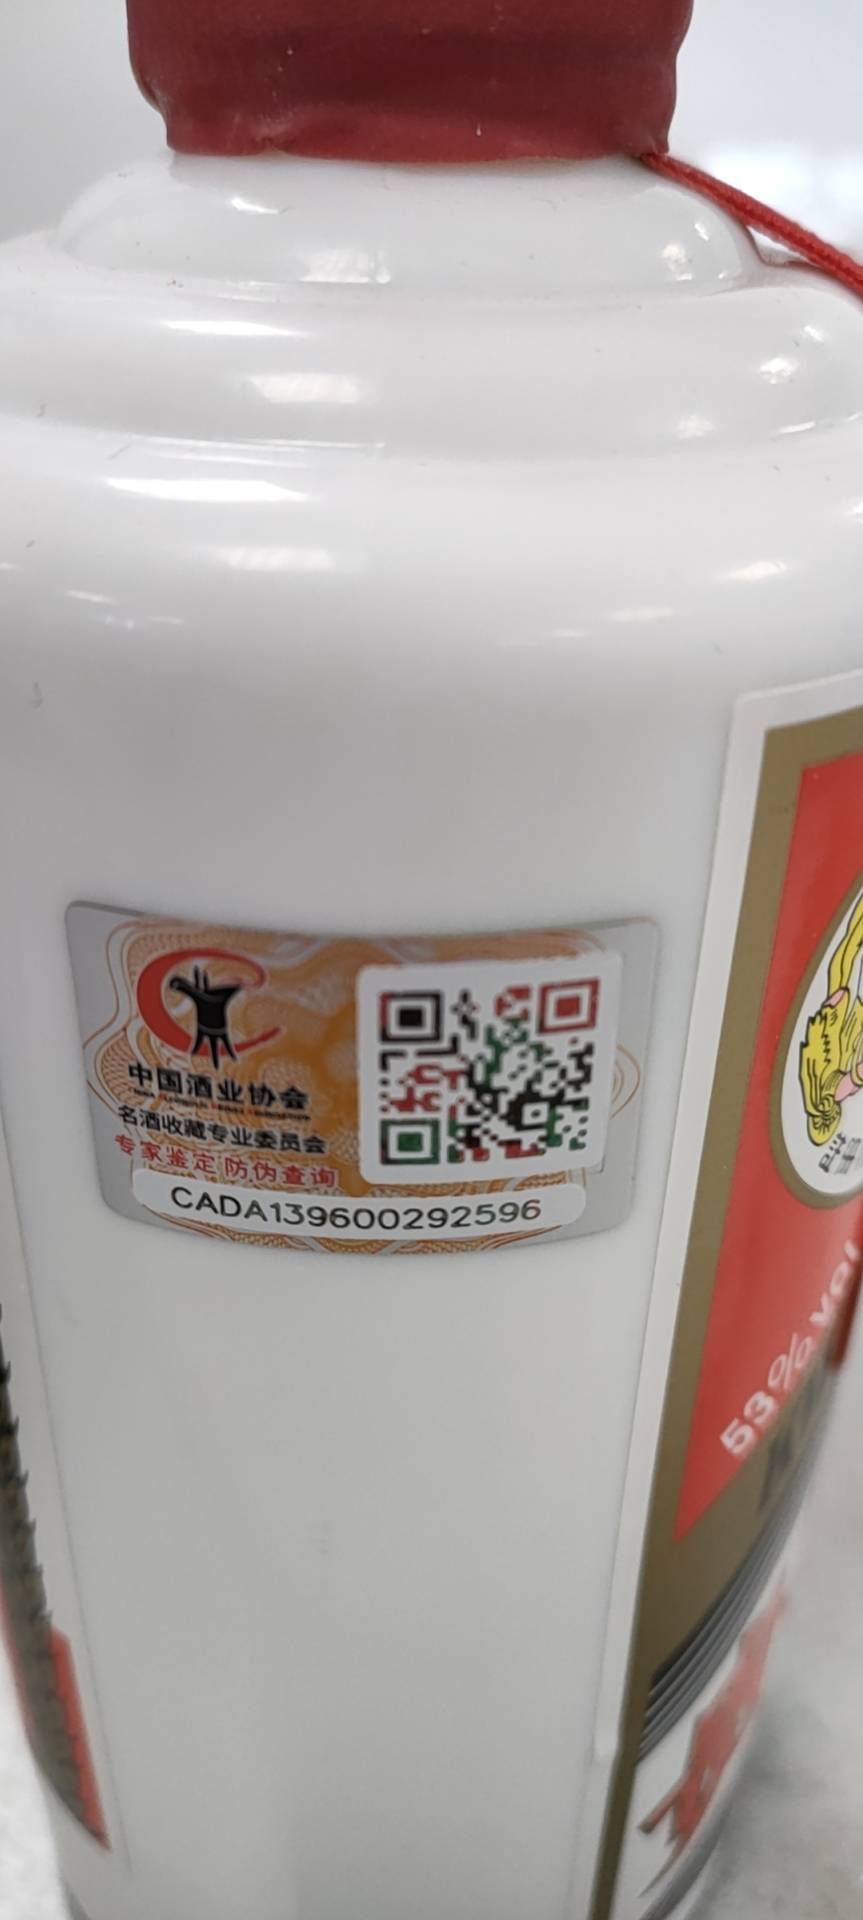 中国酒业协会
名酒收藏专业委员会
专家鉴定防伪查询
CADA139600292596
53% vol